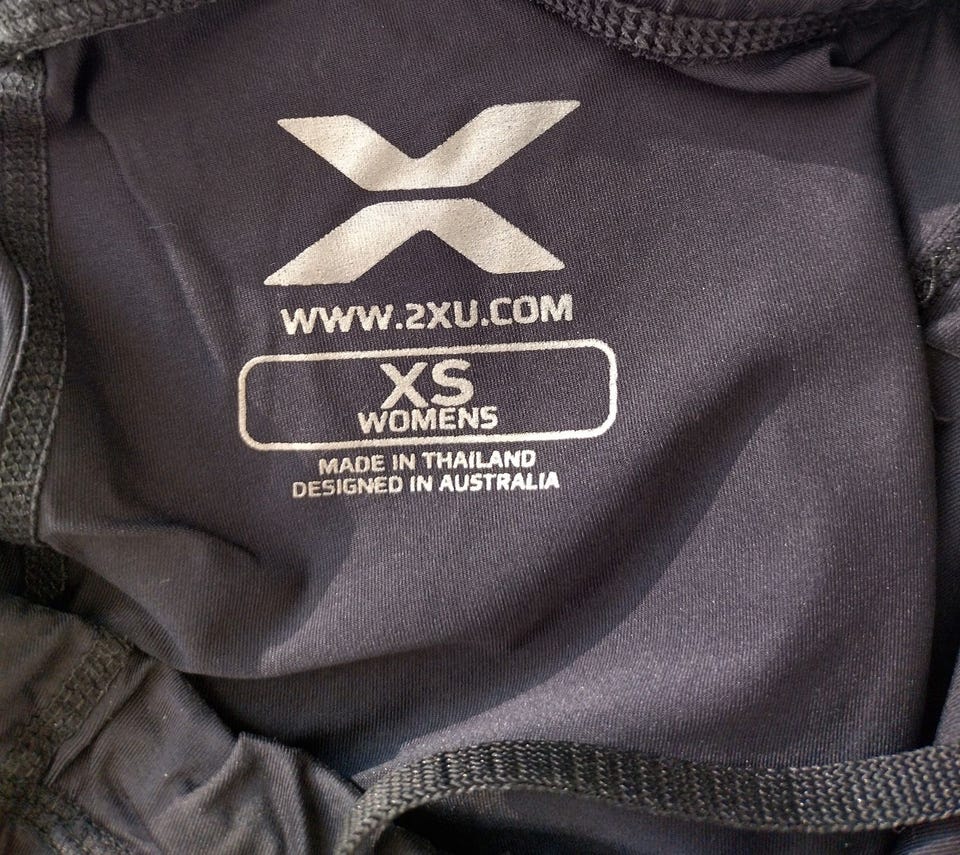 WWW.2XU.COM
XS
WOMENS
MADE IN THAILAND
DESIGNED IN AUSTRALIA